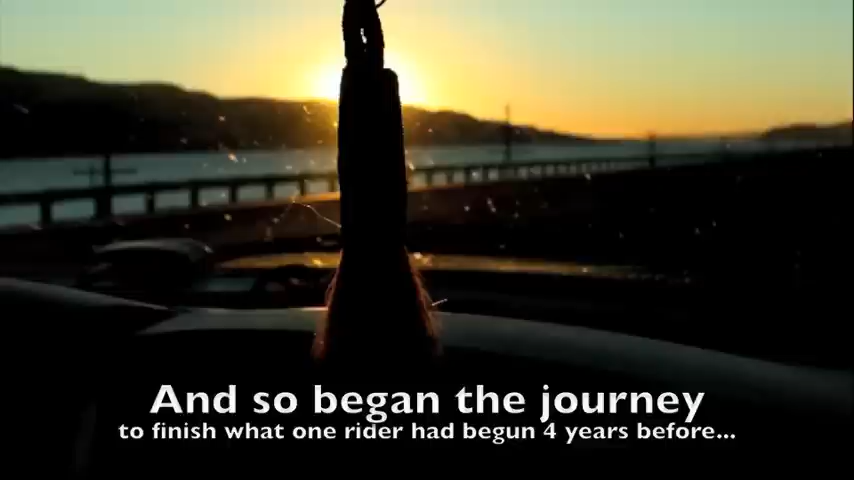 And so began the journey
to finish what one rider had begun 4 years before...